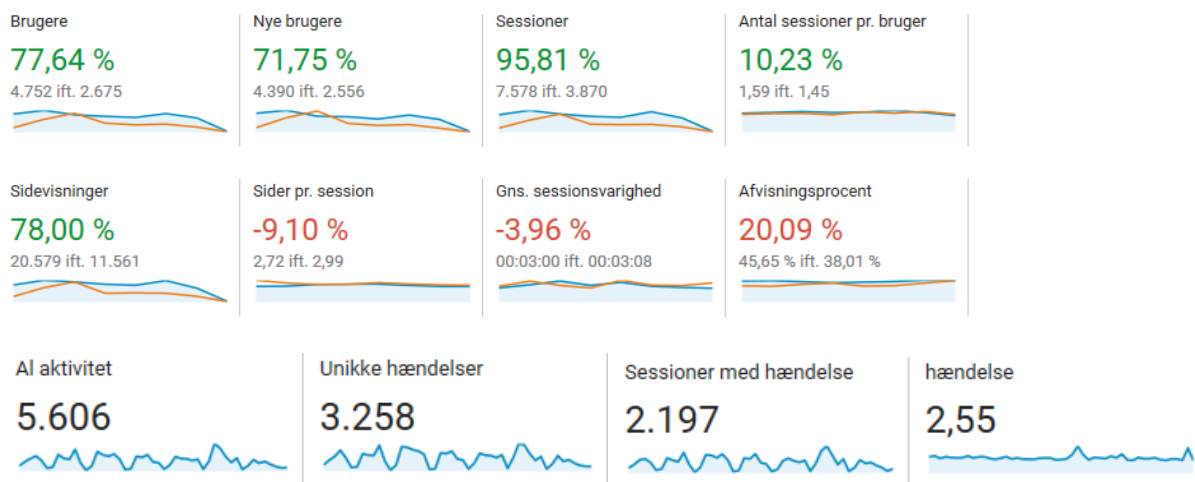 Brugere
77,64 %
4.752 ift. 2.675
Nye brugere
71,75 %
4.390 ift. 2.556
Sessioner
95,81 %
7.578 ift. 3.870
Antal sessioner pr. bruger
10,23 %
1,59 ift. 1,45
Sidevisninger
78,00 %
20.579 ift. 11.561
Sider pr. session
-9,10 %
2,72 ift. 2,99
Gns. sessionsvarighed
-3,96 %
00:03:00 ift. 00:03:08
Afvisningsprocent
20,09 %
45,65 % ift. 38,01 %
Al aktivitet
5.606
Unikke hændelser
3.258
Sessioner med hændelse
2.197
hændelse
2,55